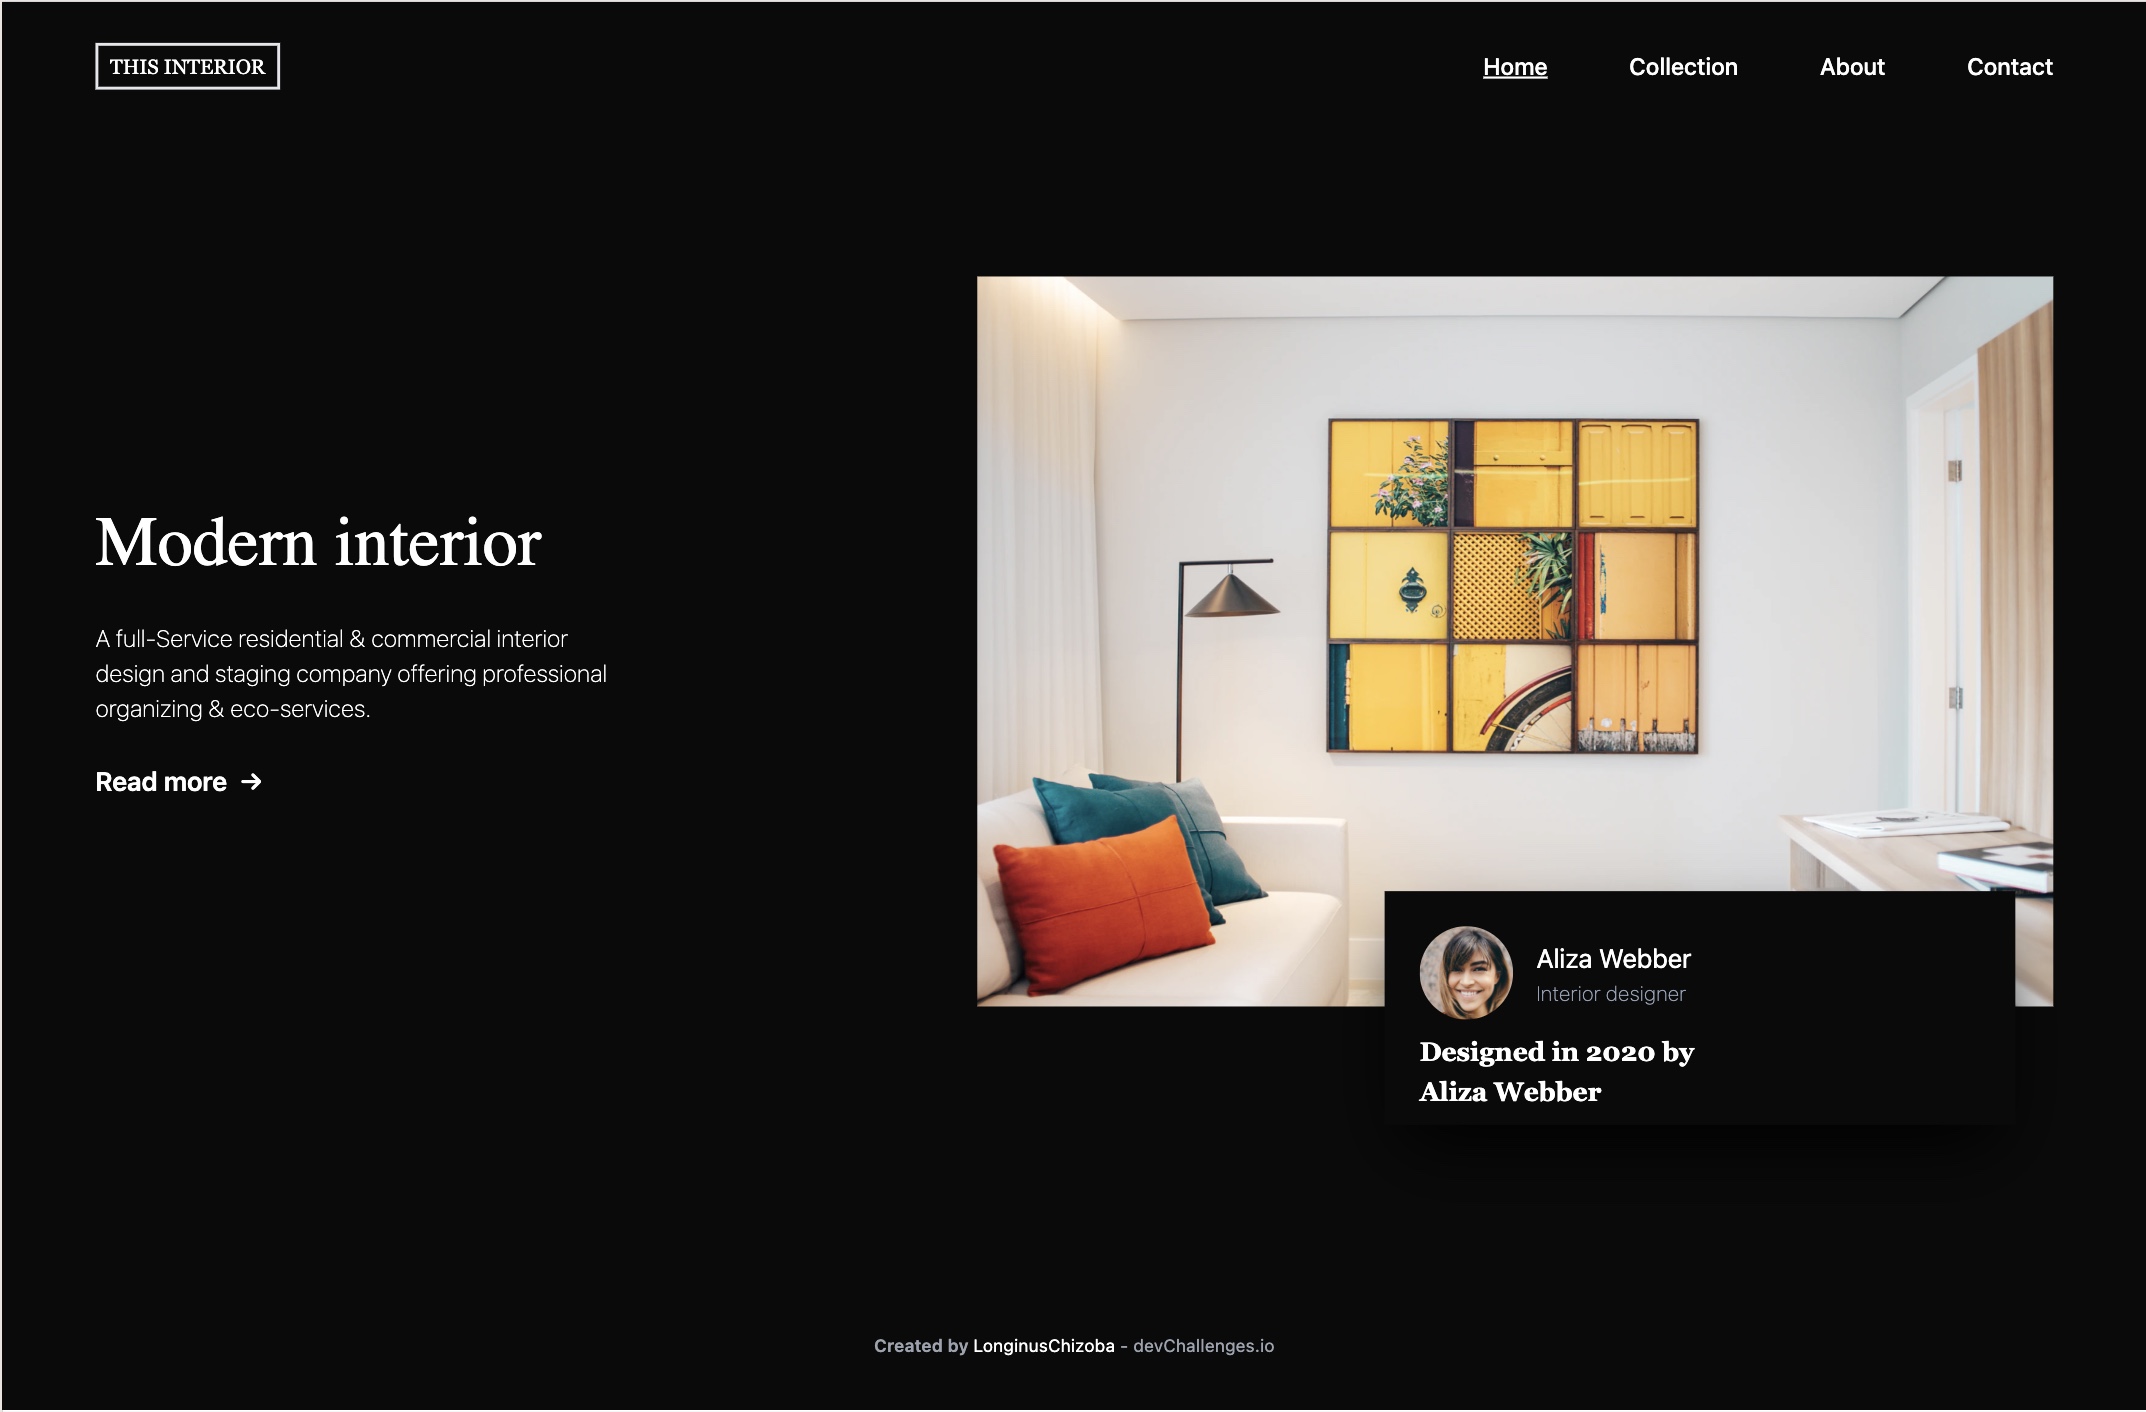 THIS INTERIOR
Home
Collection
About
Contact
Modern interior
A full-Service residential & commercial interior
design and staging company offering professional
organizing & eco-services.
Read more →
Aliza Webber
Interior designer
Designed in 2020 by
Aliza Webber
Created by LonginusChizoba - devChallenges.io